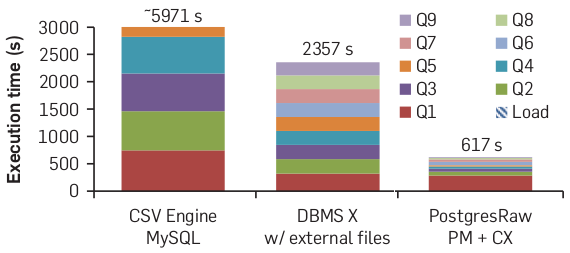 ~5971 s
2357 s
617 s
Execution time (s)
3000
2500
2000
1500
1000
500
0
Q9
Q8
Q7
Q6
Q5
Q4
Q3
Q2
Q1
Load
CSV Engine
MySQL
DBMS X
w/ external files
PostgresRaw
PM + CX